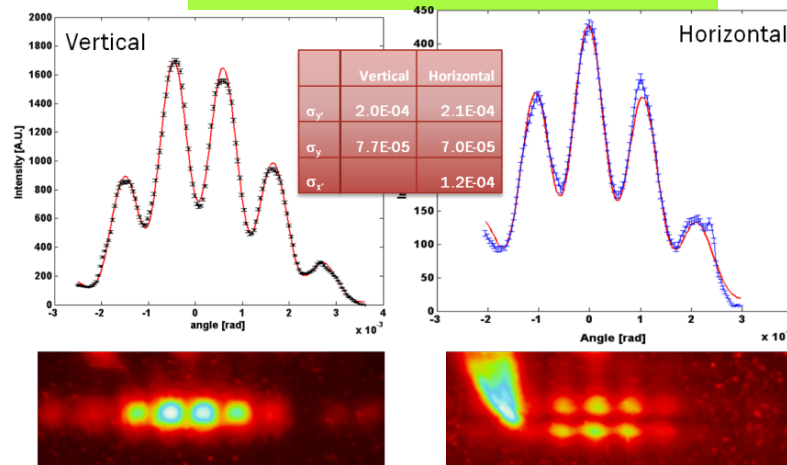 Vertical
2000
1800
1600
1400
1200
1000
800
600
400
200
0
Intensity [A.U.]
-3 -2 -1 0 1 2 3 4
angle [rad]
x 10⁻³
Horizontal
450
400
350
150
100
50
0
-3 -2 -1 0 1 2 3
Angle [rad]
Vertical Horizontal
σy' 2.0E-04 2.1E-04
σy 7.7E-05 7.0E-05
σx' 1.2E-04